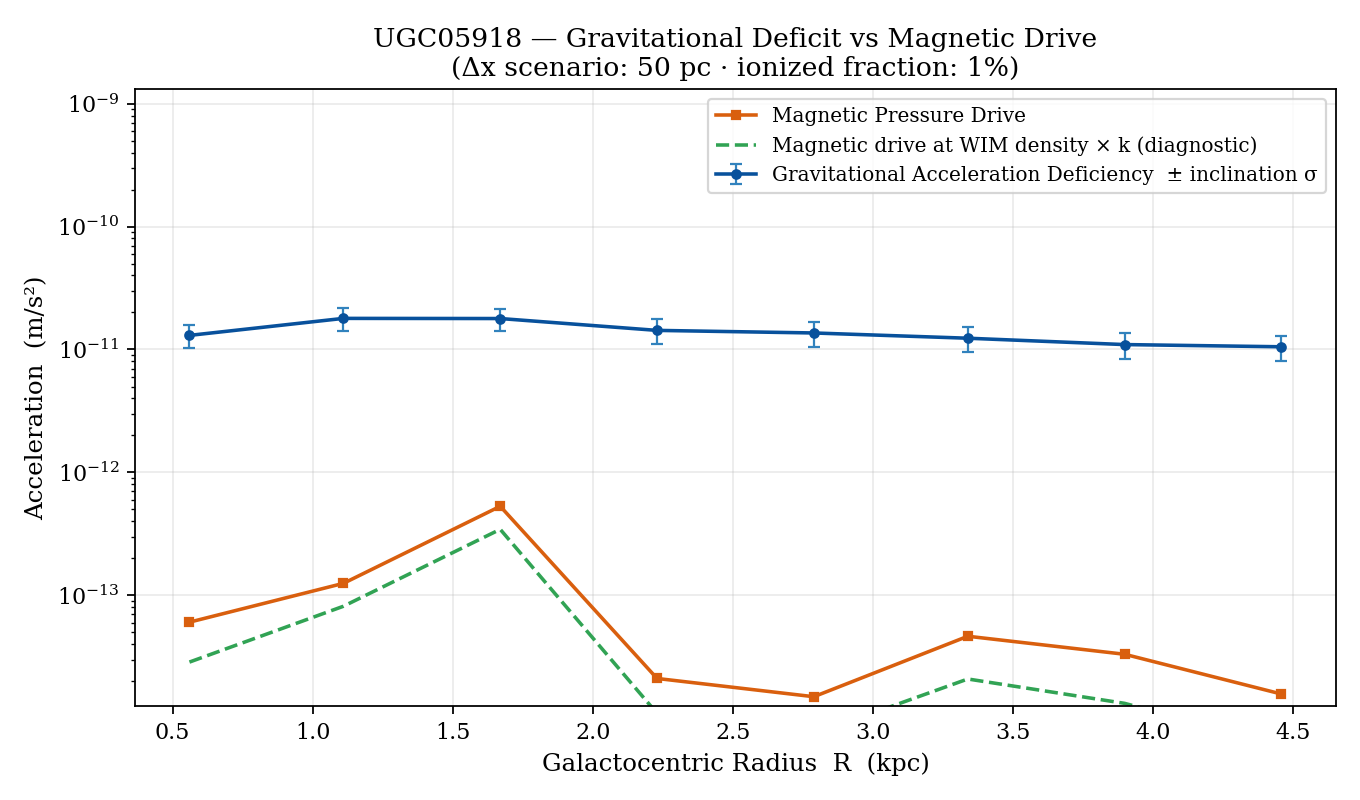 UGC05918 — Gravitational Deficit vs Magnetic Drive
(Δx scenario: 50 pc · ionized fraction: 1%)
Magnetic Pressure Drive
Magnetic drive at WIM density × k (diagnostic)
Gravitational Acceleration Deficiency ± inclination σ
Acceleration (m/s²)
10⁻⁹
10⁻¹⁰
10⁻¹¹
10⁻¹²
10⁻¹³
0.5 1.0 1.5 2.0 2.5 3.0 3.5 4.0 4.5
Galactocentric Radius R (kpc)